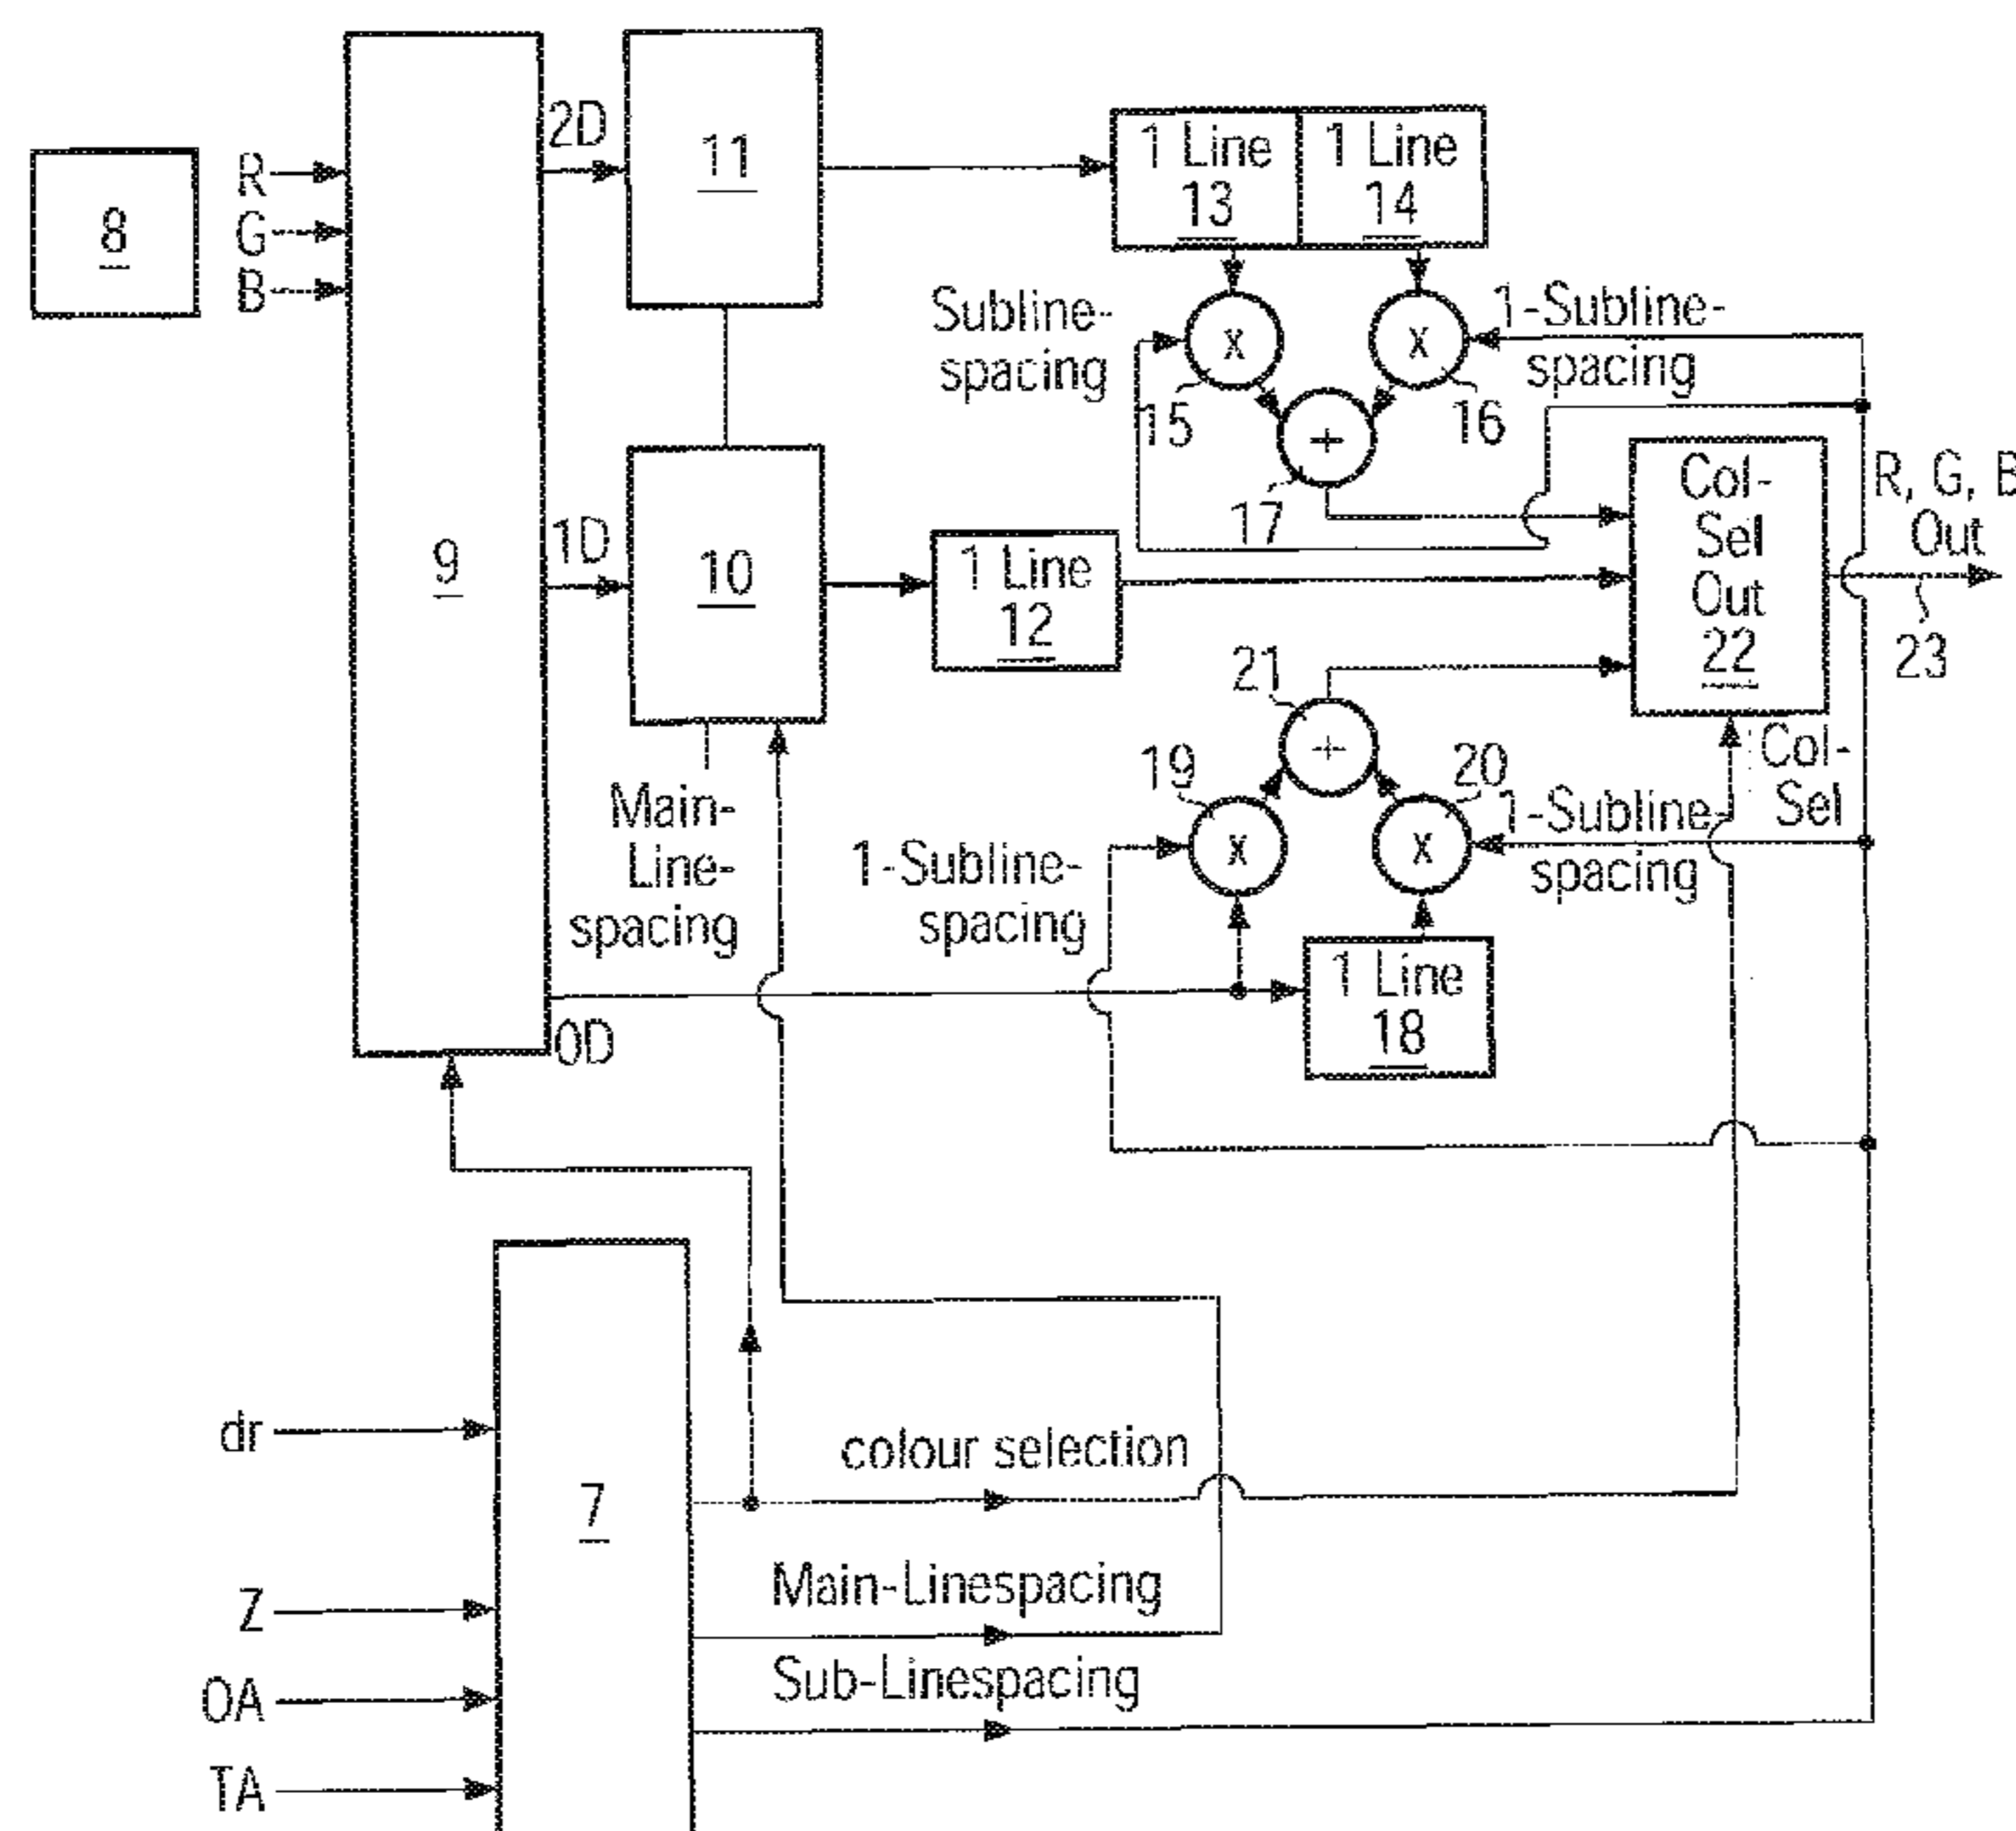 8
R
G
B
9
2D
1D
0D
11
10
1 Line
13
1 Line
14
Subline-
spacing
15
x
x
16
1-Subline-
spacing
+
17
1 Line
12
Col-
Sel
Out
22
R, G, B
Out
23
Col-
Sel
21
+
19
20
x
x
1-Subline-
spacing
1-Subline-
spacing
1 Line
18
Main-
Line-
spacing
dr
Z
OA
TA
7
colour selection
Main-Linespacing
Sub-Linespacing